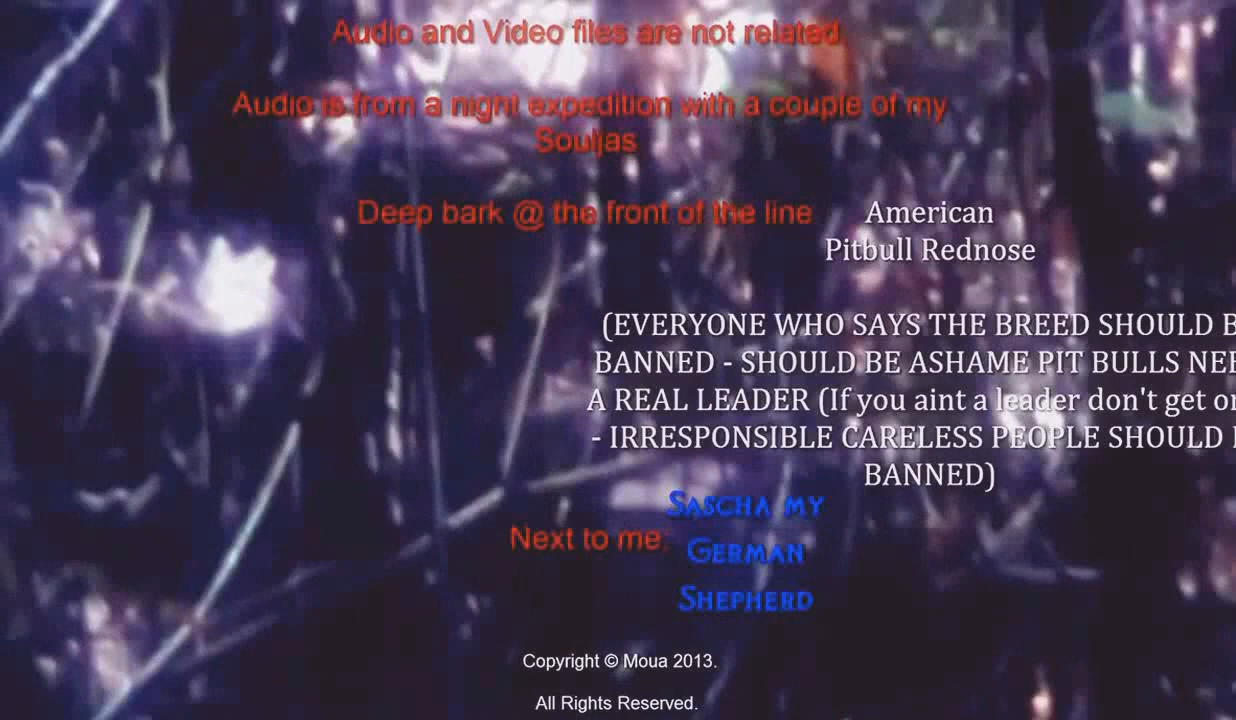 Audio and Video files are not related
Audio is from a night expedition with a couple of my
Souljas
Deep bark @ the front of the line
American
Pitbull Rednose
(EVERYONE WHO SAYS THE BREED SHOULD
BANNED - SHOULD BE ASHAME PIT BULLS
A REAL LEADER (If you aint a leader don't get
- IRRESPONSIBLE CARELESS PEOPLE SHOULD
BANNED)
Next to me:
Sascha my
German
Shepherd
Copyright © Moua 2013.
All Rights Reserved.